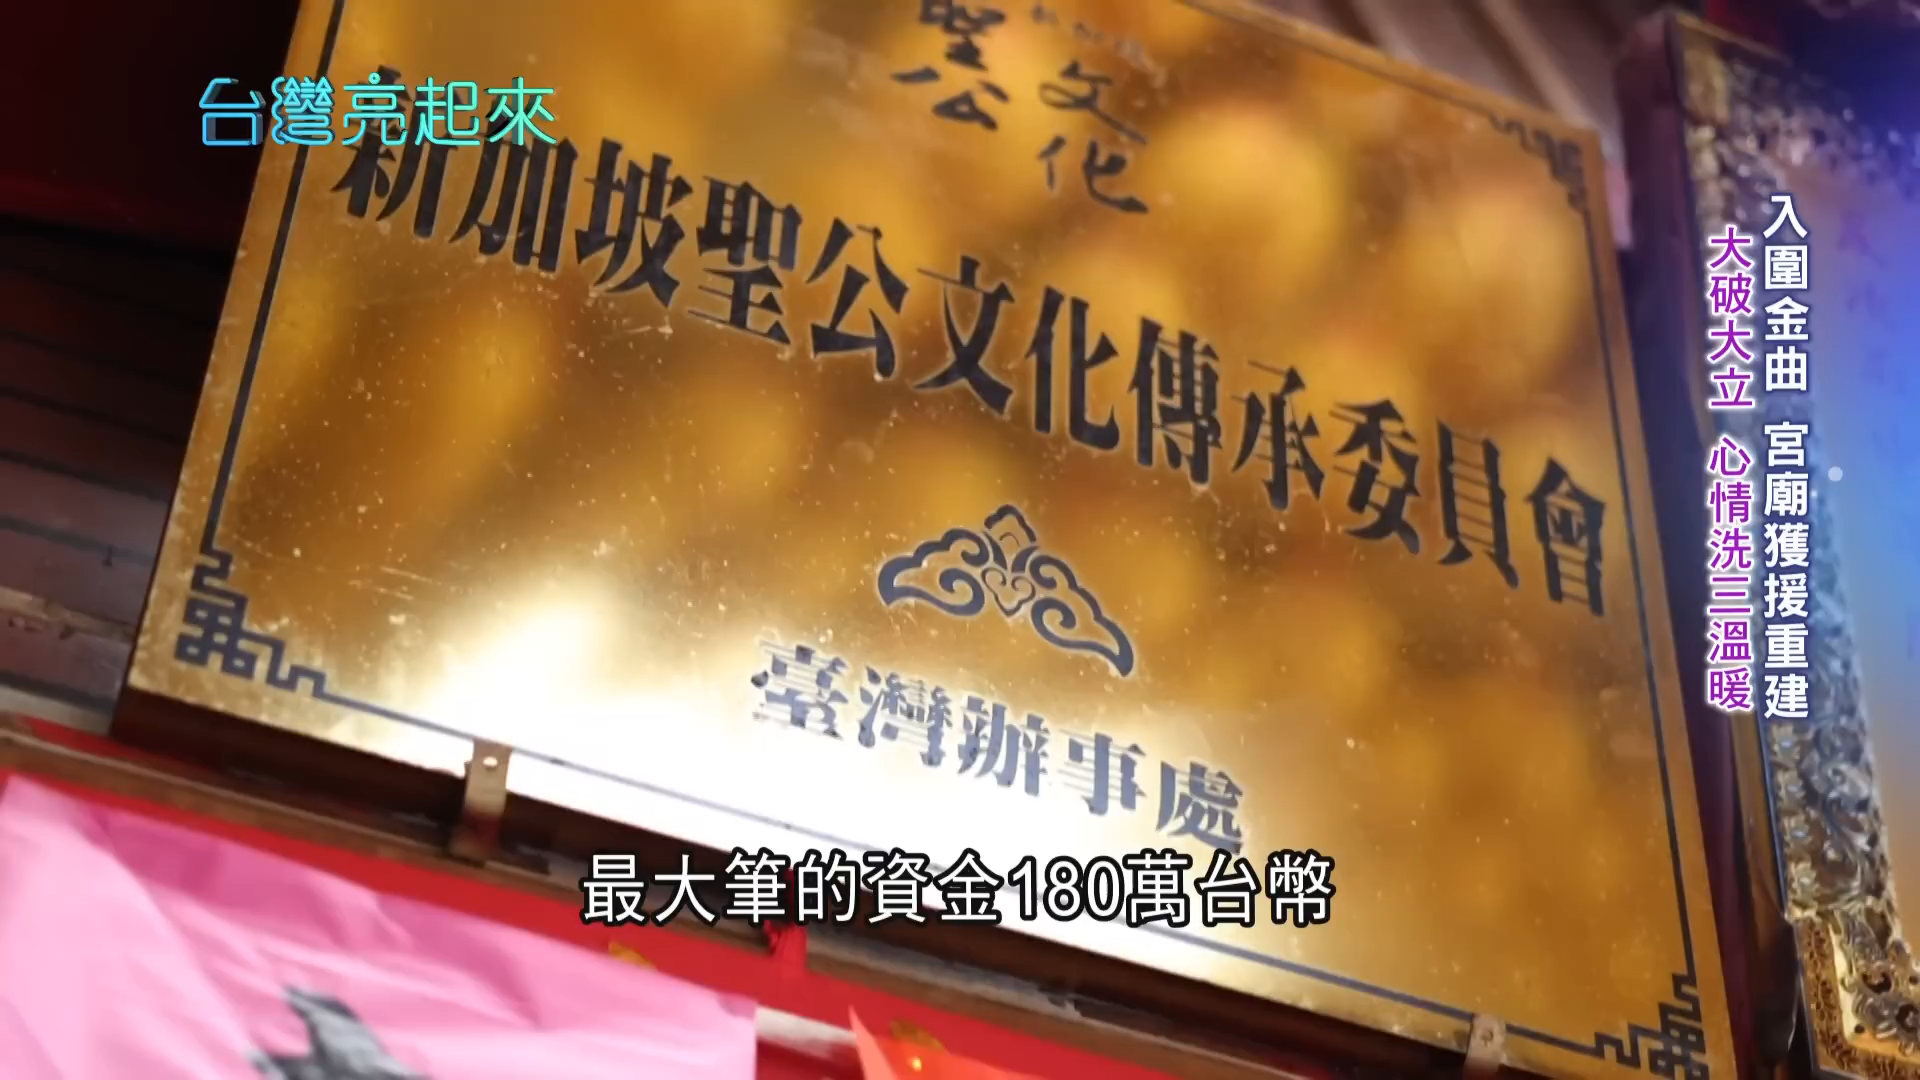 台灣亮起來
聖公
文化
新加坡聖公文化傳承委員會
臺灣辦事處
入圍金曲 宮廟獲援重建
大破大立 心情洗三溫暖
最大筆的資金180萬台幣